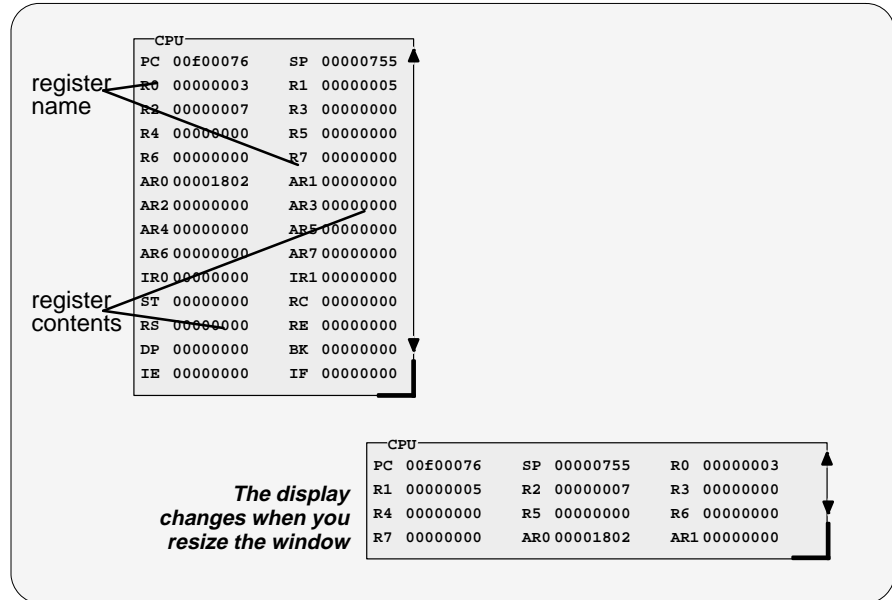 CPU
PC 00f00076 SP 00000755
R0 00000003 R1 00000005
R2 00000007 R3 00000000
R4 00000000 R5 00000000
R6 00000000 R7 00000000
AR0 00001802 AR1 00000000
AR2 00000000 AR3 00000000
AR4 00000000 AR5 00000000
AR6 00000000 AR7 00000000
IR0 00000000 IR1 00000000
ST 00000000 RC 00000000
RS 00000000 RE 00000000
DP 00000000 BK 00000000
IE 00000000 IF 00000000
register
name
register
contents
The display
changes when you
resize the window
CPU
PC 00f00076 SP 00000755 R0 00000003
R1 00000005 R2 00000007 R3 00000000
R4 00000000 R5 00000000 R6 00000000
R7 00000000 AR0 00001802 AR1 00000000